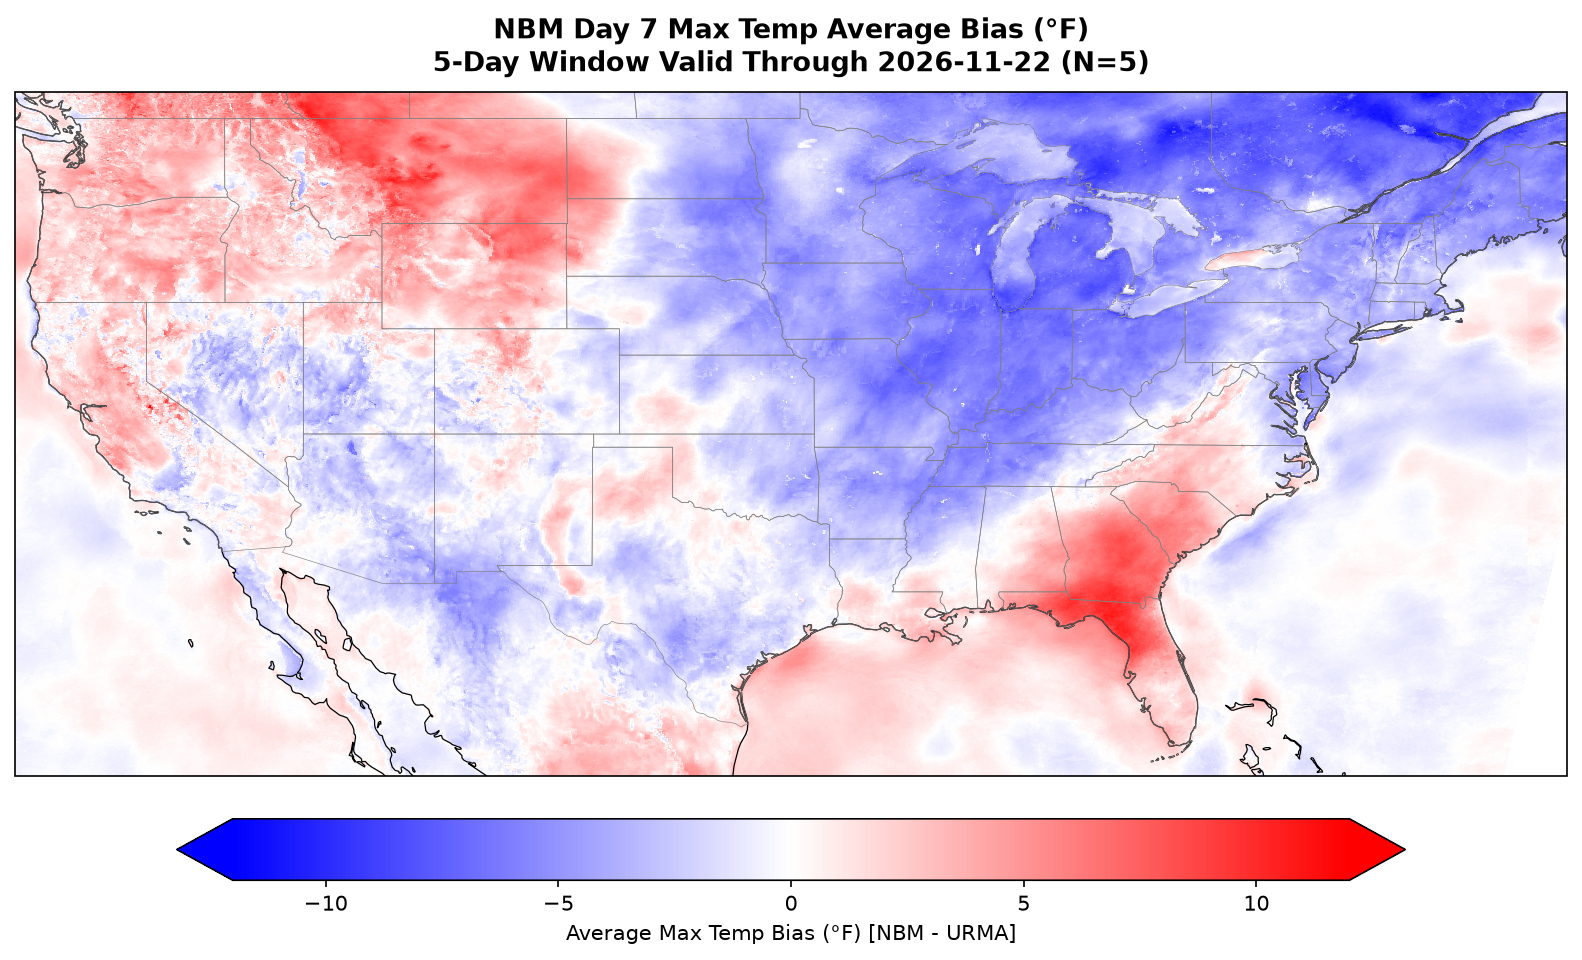 NBM Day 7 Max Temp Average Bias (°F)
5-Day Window Valid Through 2026-11-22 (N=5)
−10 −5 0 5 10
Average Max Temp Bias (°F) [NBM - URMA]